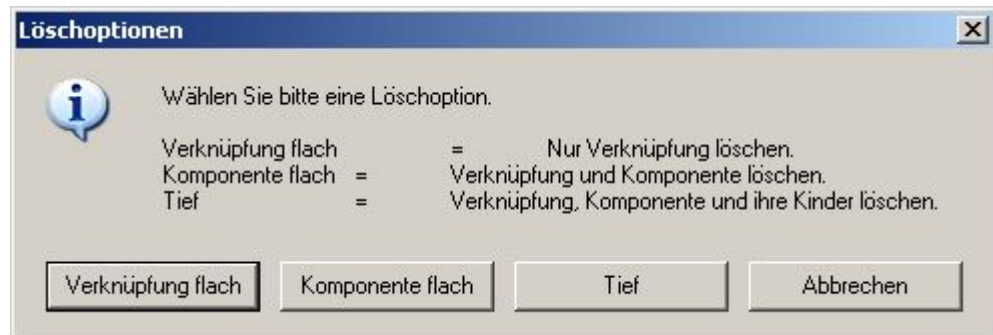 Löschoptionen
Wählen Sie bitte eine Löschoption.
Verknüpfung flach = Nur Verknüpfung löschen.
Komponente flach = Verknüpfung und Komponente löschen.
Tief = Verknüpfung, Komponente und ihre Kinder löschen.
Verknüpfung flach Komponente flach Tief Abbrechen